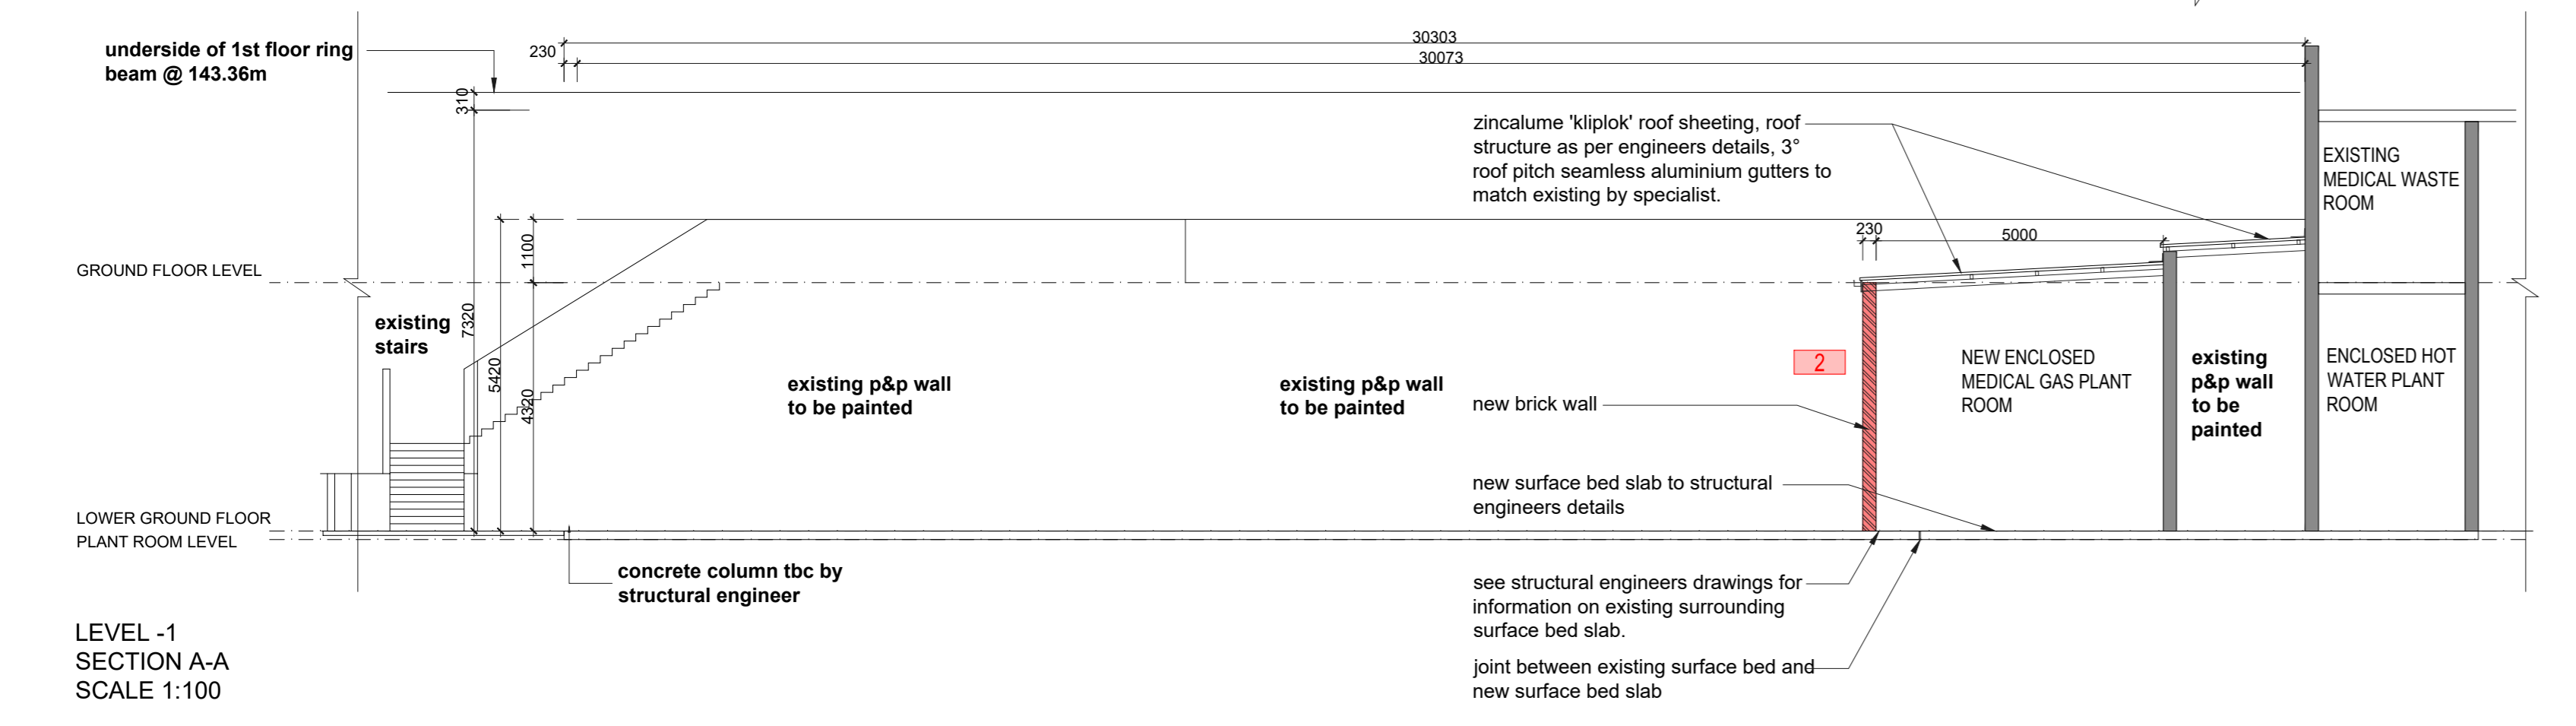 underside of 1st floor ring
beam @ 143.36m
230
30303
30073
310
zincalume 'kliplok' roof sheeting, roof
structure as per engineers details, 3°
roof pitch seamless aluminium gutters to
match existing by specialist.
EXISTING
MEDICAL WASTE
ROOM
230
5000
1100
GROUND FLOOR LEVEL
existing
stairs
7320
5420
4320
existing p&p wall
to be painted
existing p&p wall
to be painted
2
new brick wall
NEW ENCLOSED
MEDICAL GAS PLANT
ROOM
existing
p&p wall
to be
painted
ENCLOSED HOT
WATER PLANT
ROOM
new surface bed slab to structural
engineers details
LOWER GROUND FLOOR
PLANT ROOM LEVEL
concrete column tbc by
structural engineer
see structural engineers drawings for
information on existing surrounding
surface bed slab.
joint between existing surface bed and
new surface bed slab
LEVEL -1
SECTION A-A
SCALE 1:100